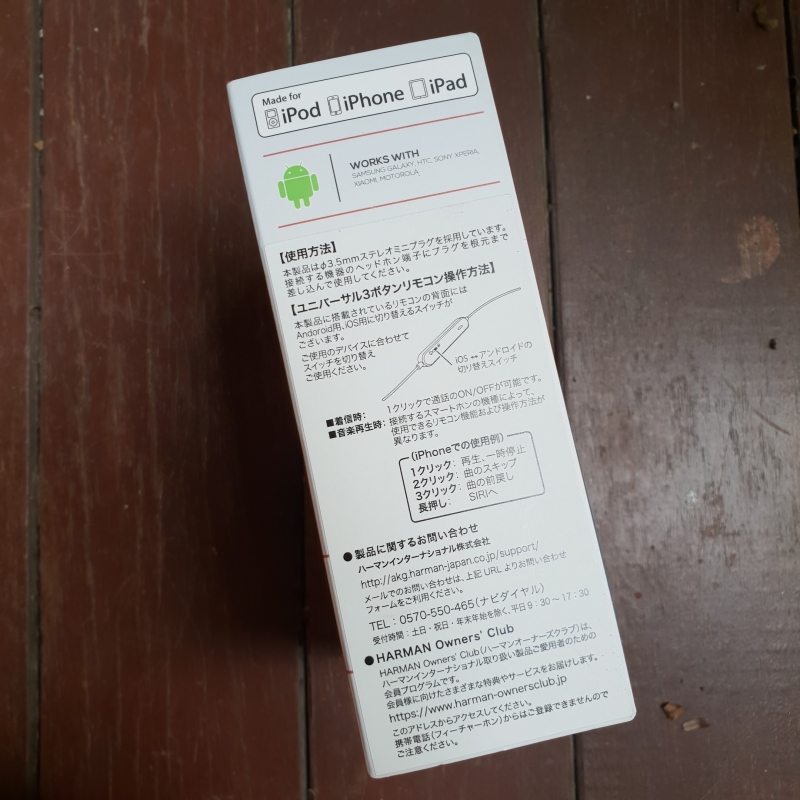 Made for
iPod iPhone iPad
WORKS WITH
SAMSUNG GALAXY, HTC, SONY XPERIA,
XIAOMI, MOTOROLA,
【使用方法】
本製品はφ3.5mmステレオミニプラグを採用しています。
接続する機器のヘッドホン端子にプラグを根元まで
差し込んで使用してください。
【ユニバーサル3ボタンリモコン操作方法】
本製品に搭載されているリモコンの背面には
Andoroid用、iOS用に切り替えるスイッチが
ございます。
ご使用のデバイスに合わせて
スイッチを切り替え
ご使用ください。
iOS ↔ アンドロイドの
切り替えスイッチ
■着信時: 1クリックで通話のON/OFFが可能です。
■音楽再生時: 接続するスマートホンの機種によって、
使用できるリモコン機能および操作方法が
異なります。
(iPhoneでの使用例)
1クリック: 再生、一時停止
2クリック: 曲のスキップ
3クリック: 曲の前戻し
長押し: SIRIへ
●製品に関するお問い合わせ
ハーマンインターナショナル株式会社
http://akg.harman-japan.co.jp/support/
メールでのお問い合わせは、上記 URL よりお問い合わせ
フォームをご利用ください。
TEL : 0570-550-465 (ナビダイヤル)
受付時間 : 土日・祝日・年末年始を除く、平日 9 : 30 ~ 17 : 30
●HARMAN Owners' Club
HARMAN Owners' Club (ハーマンオーナーズクラブ) は、
ハーマンインターナショナル取り扱い製品ご愛用者のための
会員プログラムです。
会員様に向けたさまざまな特典やサービスをお届けします。
https://www.harman-ownersclub.jp
このアドレスからアクセスしてください。
携帯電話(フィーチャーホン)からはご登録できませんので
ご注意ください。